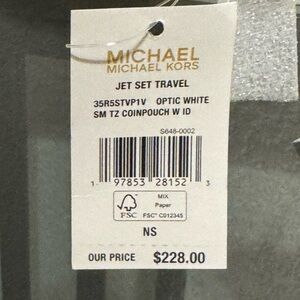 MICHAEL
MICHAEL KORS
JET SET TRAVEL
35R5STVP1V OPTIC WHITE
SM TZ COINPOUCH W ID
S648-0002
1 97853 28152 3
MIX
Paper
FSC
FSC® C012345
NS
OUR PRICE $228.00